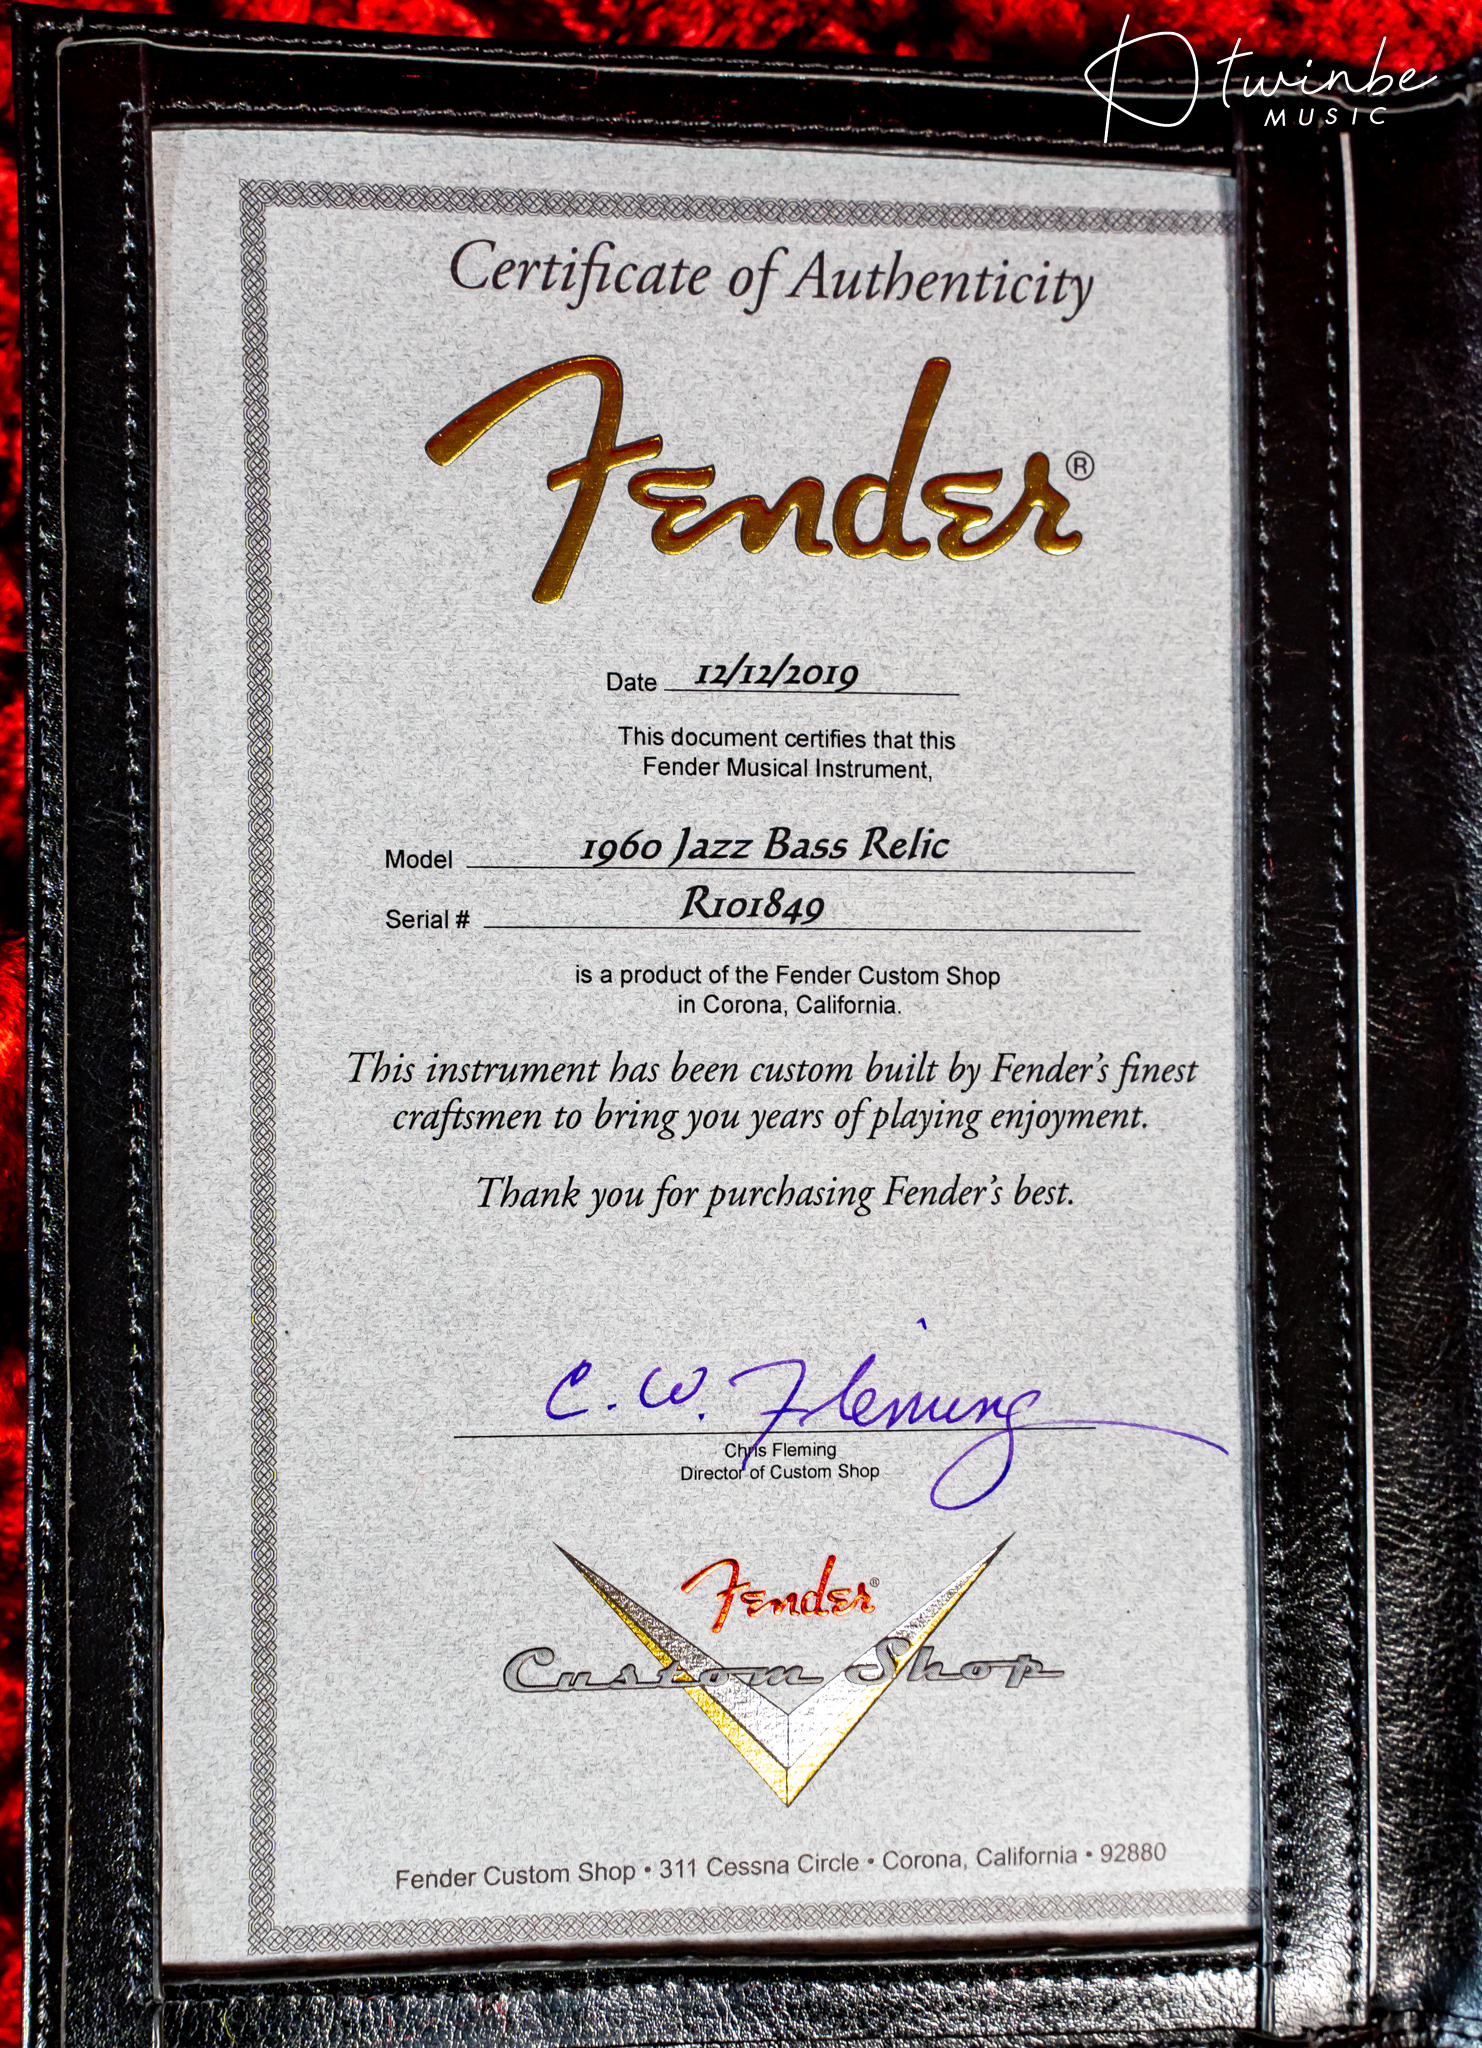 Dtwinbe
MUSIC
Certificate of Authenticity
Fender®
Date 12/12/2019
This document certifies that this
Fender Musical Instrument,
Model 1960 Jazz Bass Relic
Serial # R101849
is a product of the Fender Custom Shop
in Corona, California.
This instrument has been custom built by Fender's finest
craftsmen to bring you years of playing enjoyment.
Thank you for purchasing Fender's best.
C. W. Fleming
Chris Fleming
Director of Custom Shop
Fender®
Custom Shop
Fender Custom Shop • 311 Cessna Circle • Corona, California • 92880